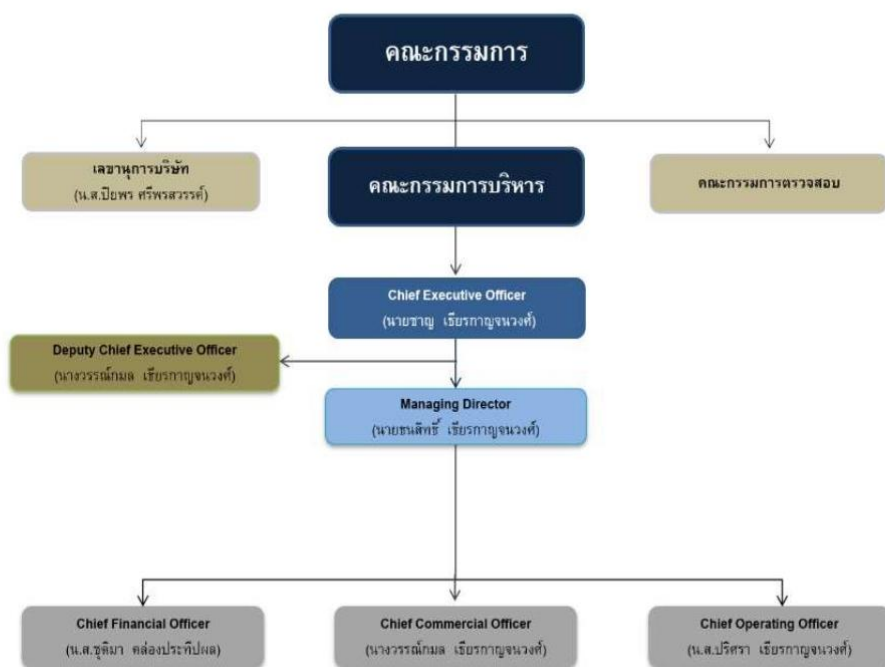 คณะกรรมการ
เลขานุการบริษัท
(น.ส.ปิยพร ศรีพรสวรรค์)
คณะกรรมการบริหาร
คณะกรรมการตรวจสอบ
Chief Executive Officer
(นายชาญ เธียรกาญจนวงศ์)
Deputy Chief Executive Officer
(นางวรรณ์กมล เธียรกาญจนวงศ์)
Managing Director
(นายชนสิทธิ์ เธียรกาญจนวงศ์)
Chief Financial Officer
(น.ส.ชุติมา คล่องประทีปผล)
Chief Commercial Officer
(นางวรรณ์กมล เธียรกาญจนวงศ์)
Chief Operating Officer
(น.ส.ปริศรา เธียรกาญจนวงศ์)